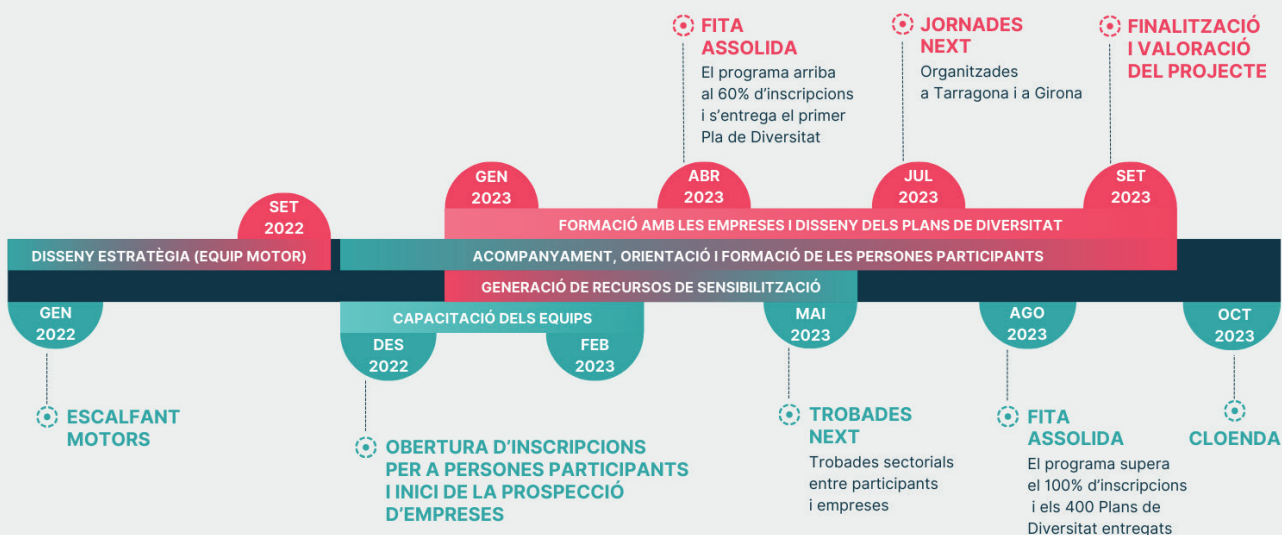 FITA
ASSOLIDA
El programa arriba
al 60% d'inscripcions
i s'entrega el primer
Pla de Diversitat
JORNADES
NEXT
Organitzades
a Tarragona i a Girona
FINALITZACIÓ
I VALORACIÓ
DEL PROJECTE
SET
2022
GEN
2023
ABR
2023
JUL
2023
SET
2023
FORMACIÓ AMB LES EMPRESES I DISSENY DELS PLANS DE DIVERSITAT
DISSENY ESTRATÈGIA (EQUIP MOTOR)
ACOMPANYAMENT, ORIENTACIÓ I FORMACIÓ DE LES PERSONES PARTICIPANTS
GENERACIÓ DE RECURSOS DE SENSIBILITZACIÓ
CAPACITACIÓ DELS EQUIPS
GEN
2022
DES
2022
FEB
2023
MAI
2023
AGO
2023
OCT
2023
ESCALFANT
MOTORS
OBERTURA D'INSCRIPCIONS
PER A PERSONES PARTICIPANTS
I INICI DE LA PROSPECCIÓ
D'EMPRESES
TROBADES
NEXT
Trobades sectorials
entre participants
i empreses
FITA
ASSOLIDA
El programa supera
el 100% d'inscripcions
i els 400 Plans de
Diversitat entregats
CLOENDA